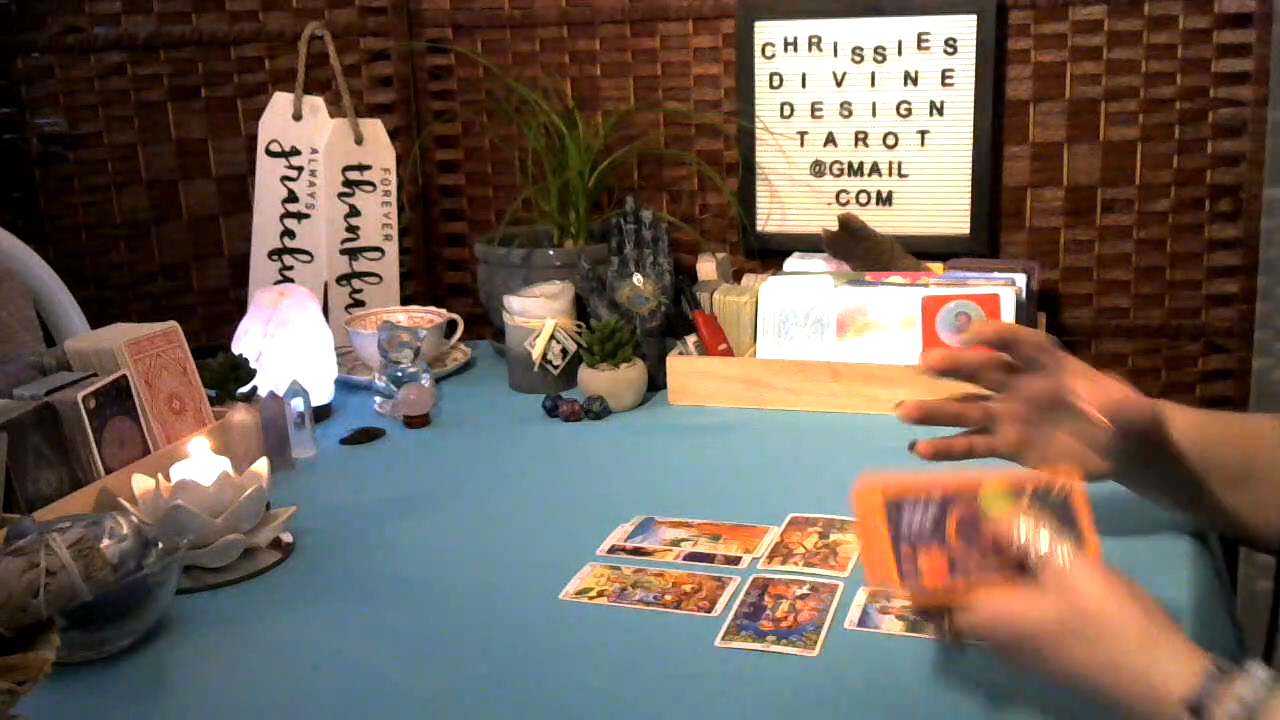 CHRISSIES
DIVINE
DESIGN
TAROT
@GMAIL
.COM
ALWAYS
grateful
FOREVER
thankful